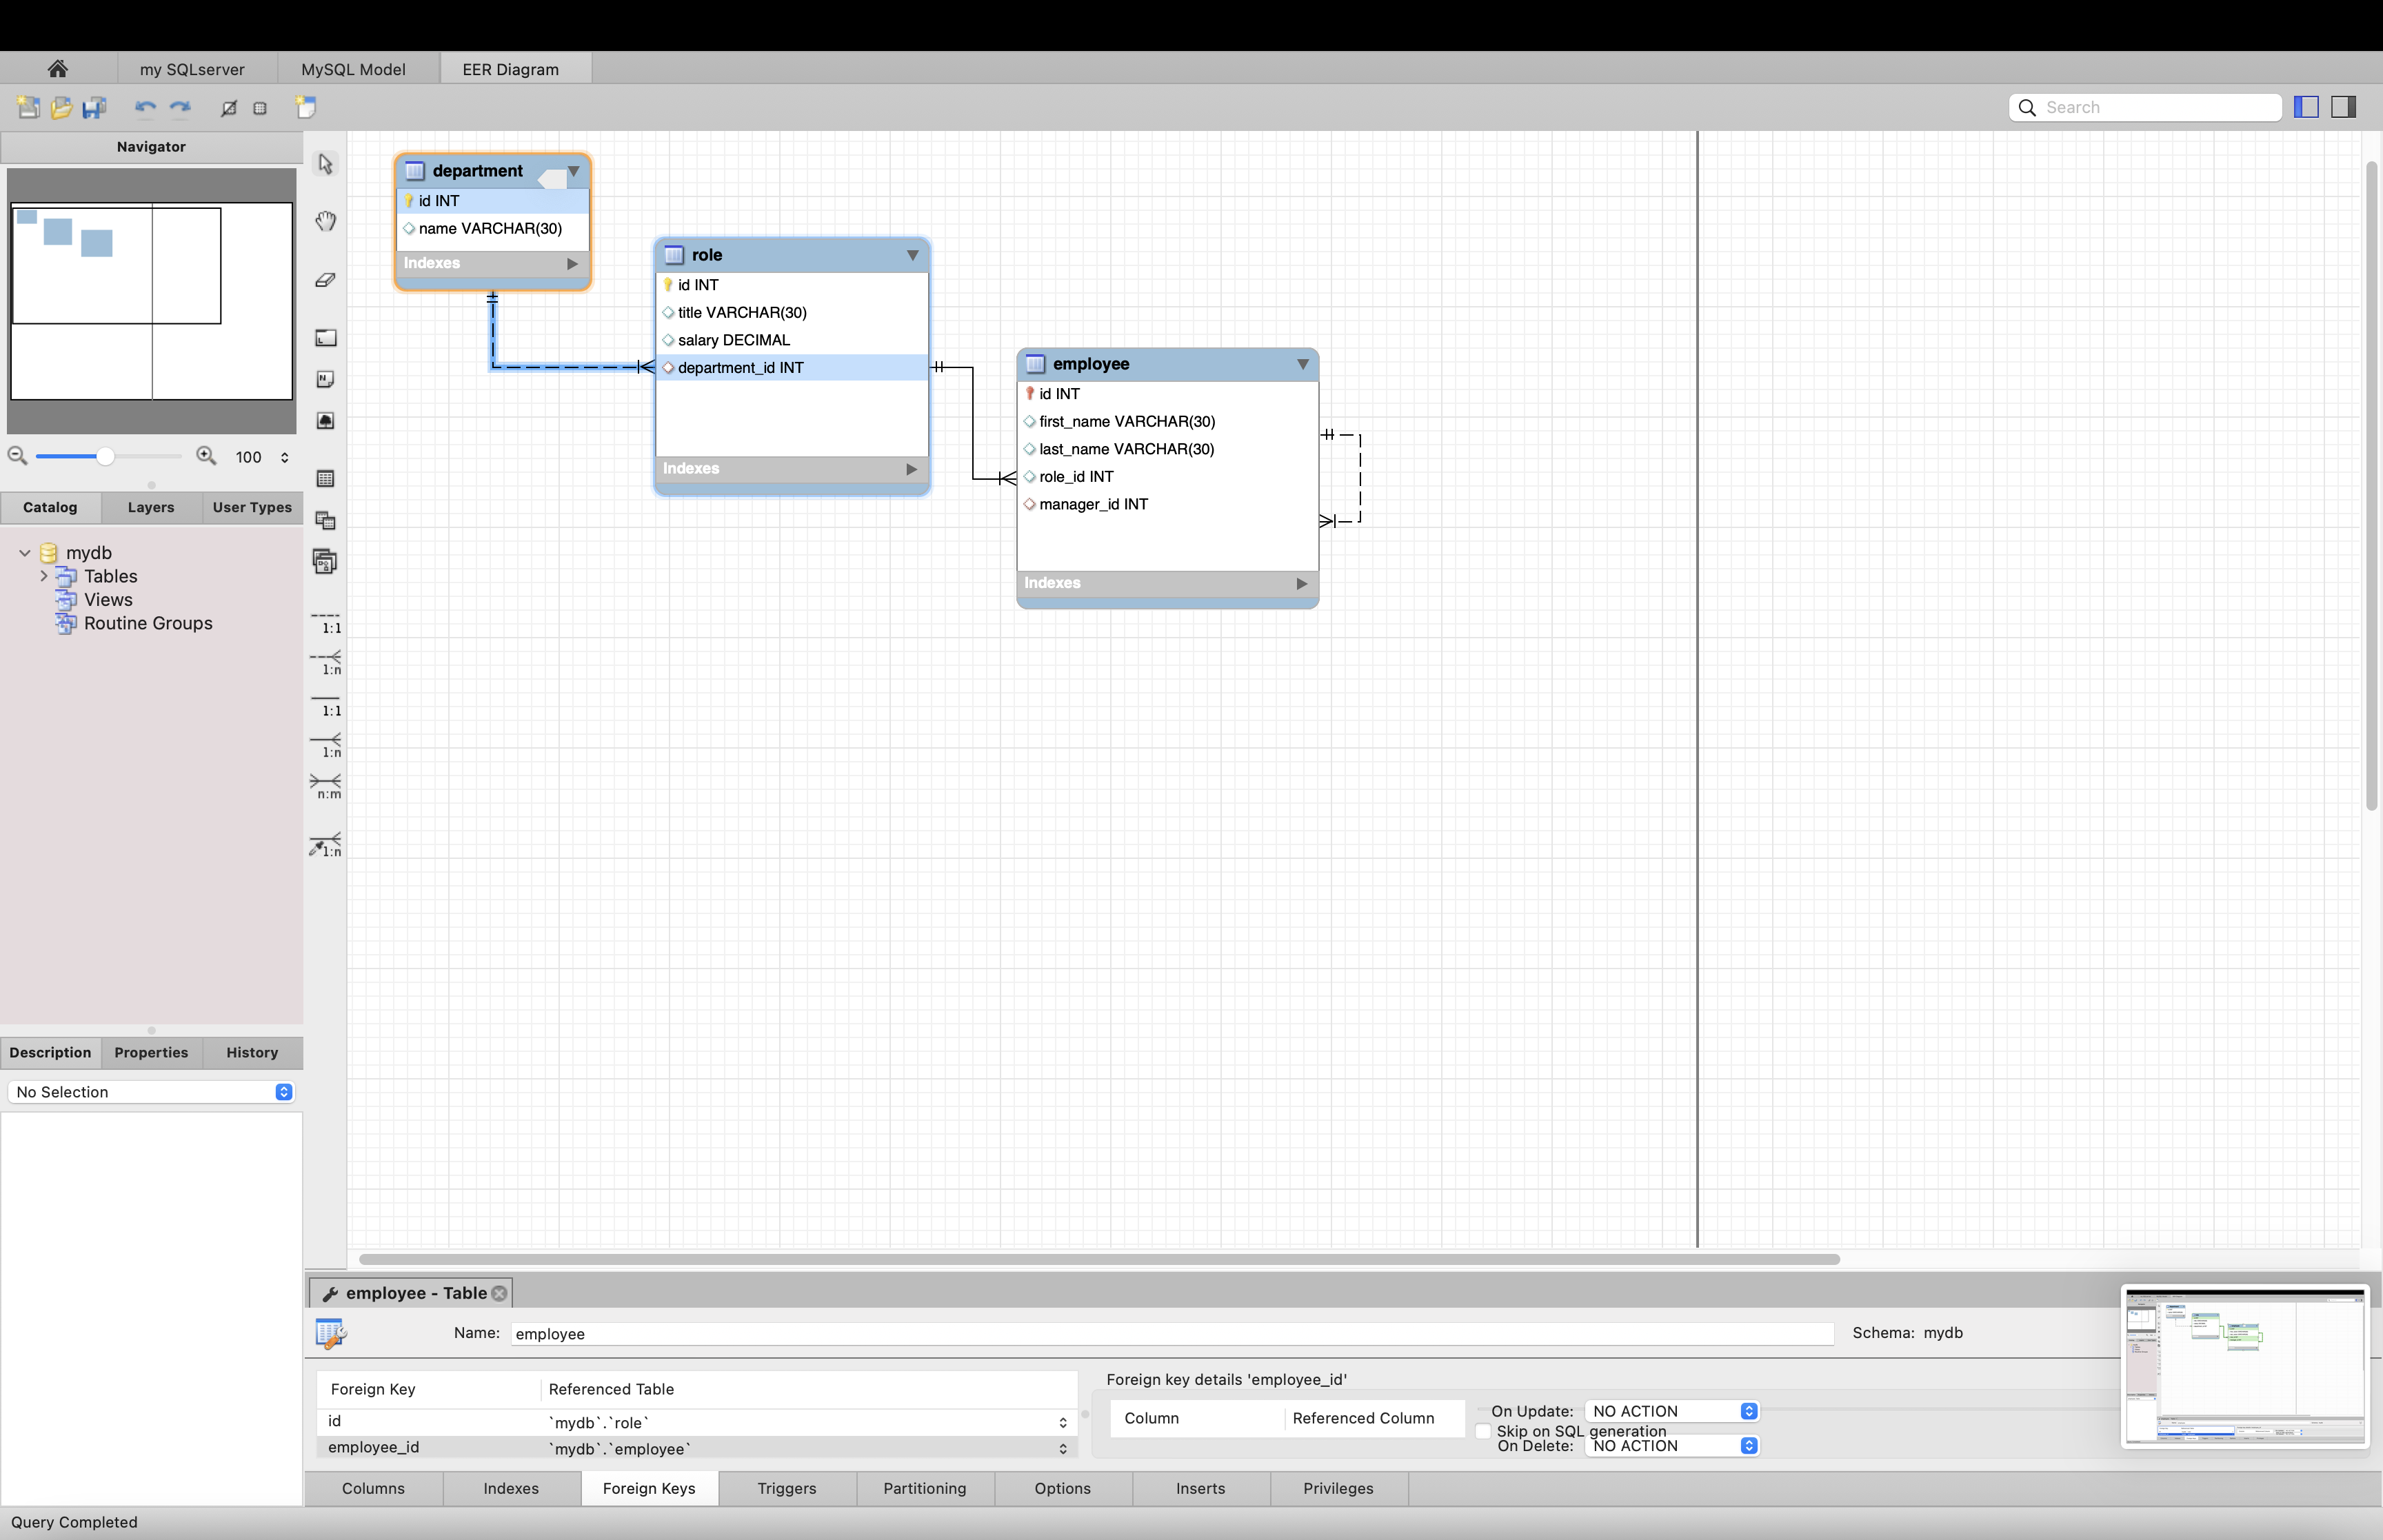 my SQLserver
MySQL Model
EER Diagram
Search
Navigator
100
Catalog
Layers
User Types
mydb
Tables
Views
Routine Groups
Description
Properties
History
No Selection
1:1
1:n
1:1
1:n
n:m
1:n
department
id INT
name VARCHAR(30)
Indexes
role
id INT
title VARCHAR(30)
salary DECIMAL
department_id INT
Indexes
employee
id INT
first_name VARCHAR(30)
last_name VARCHAR(30)
role_id INT
manager_id INT
Indexes
employee - Table
Name: employee
Schema: mydb
Foreign Key
Referenced Table
id
`mydb`.`role`
employee_id
`mydb`.`employee`
Foreign key details 'employee_id'
Column
Referenced Column
On Update: NO ACTION
Skip on SQL generation
On Delete: NO ACTION
Columns
Indexes
Foreign Keys
Triggers
Partitioning
Options
Inserts
Privileges
Query Completed